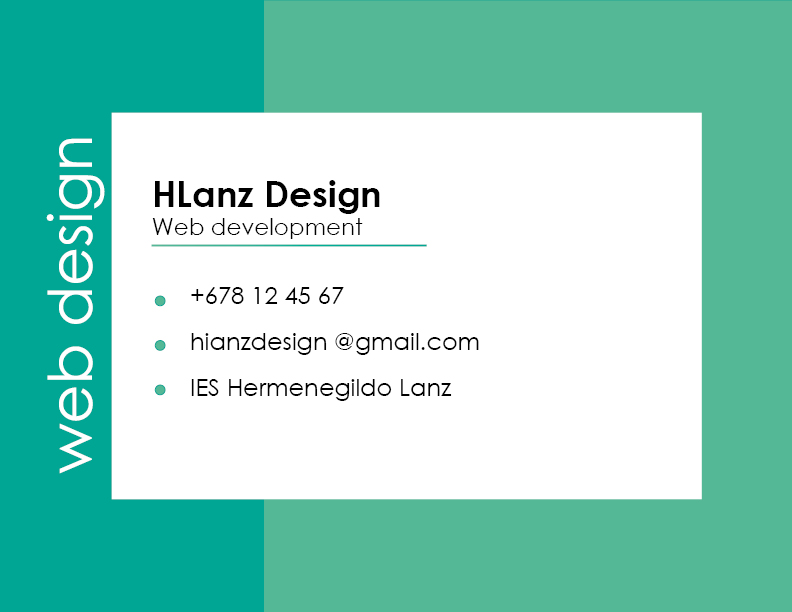 web design
HLanz Design
Web development
+678 12 45 67
hianzdesign @gmail.com
IES Hermenegildo Lanz